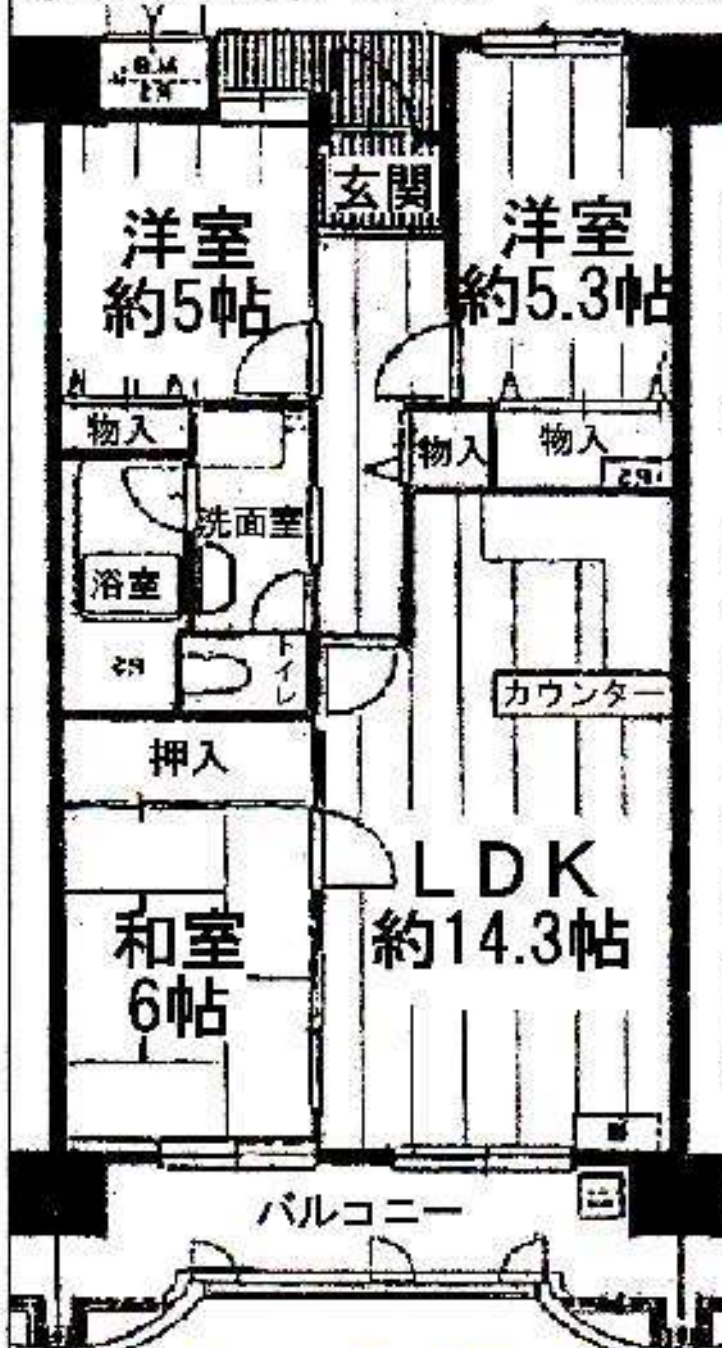 玄関
洋室
約5帖
洋室
約5.3帖
物入
物入
物入
洗面室
浴室
トイレ
カウンター
押入
LDK
約14.3帖
和室
6帖
バルコニー